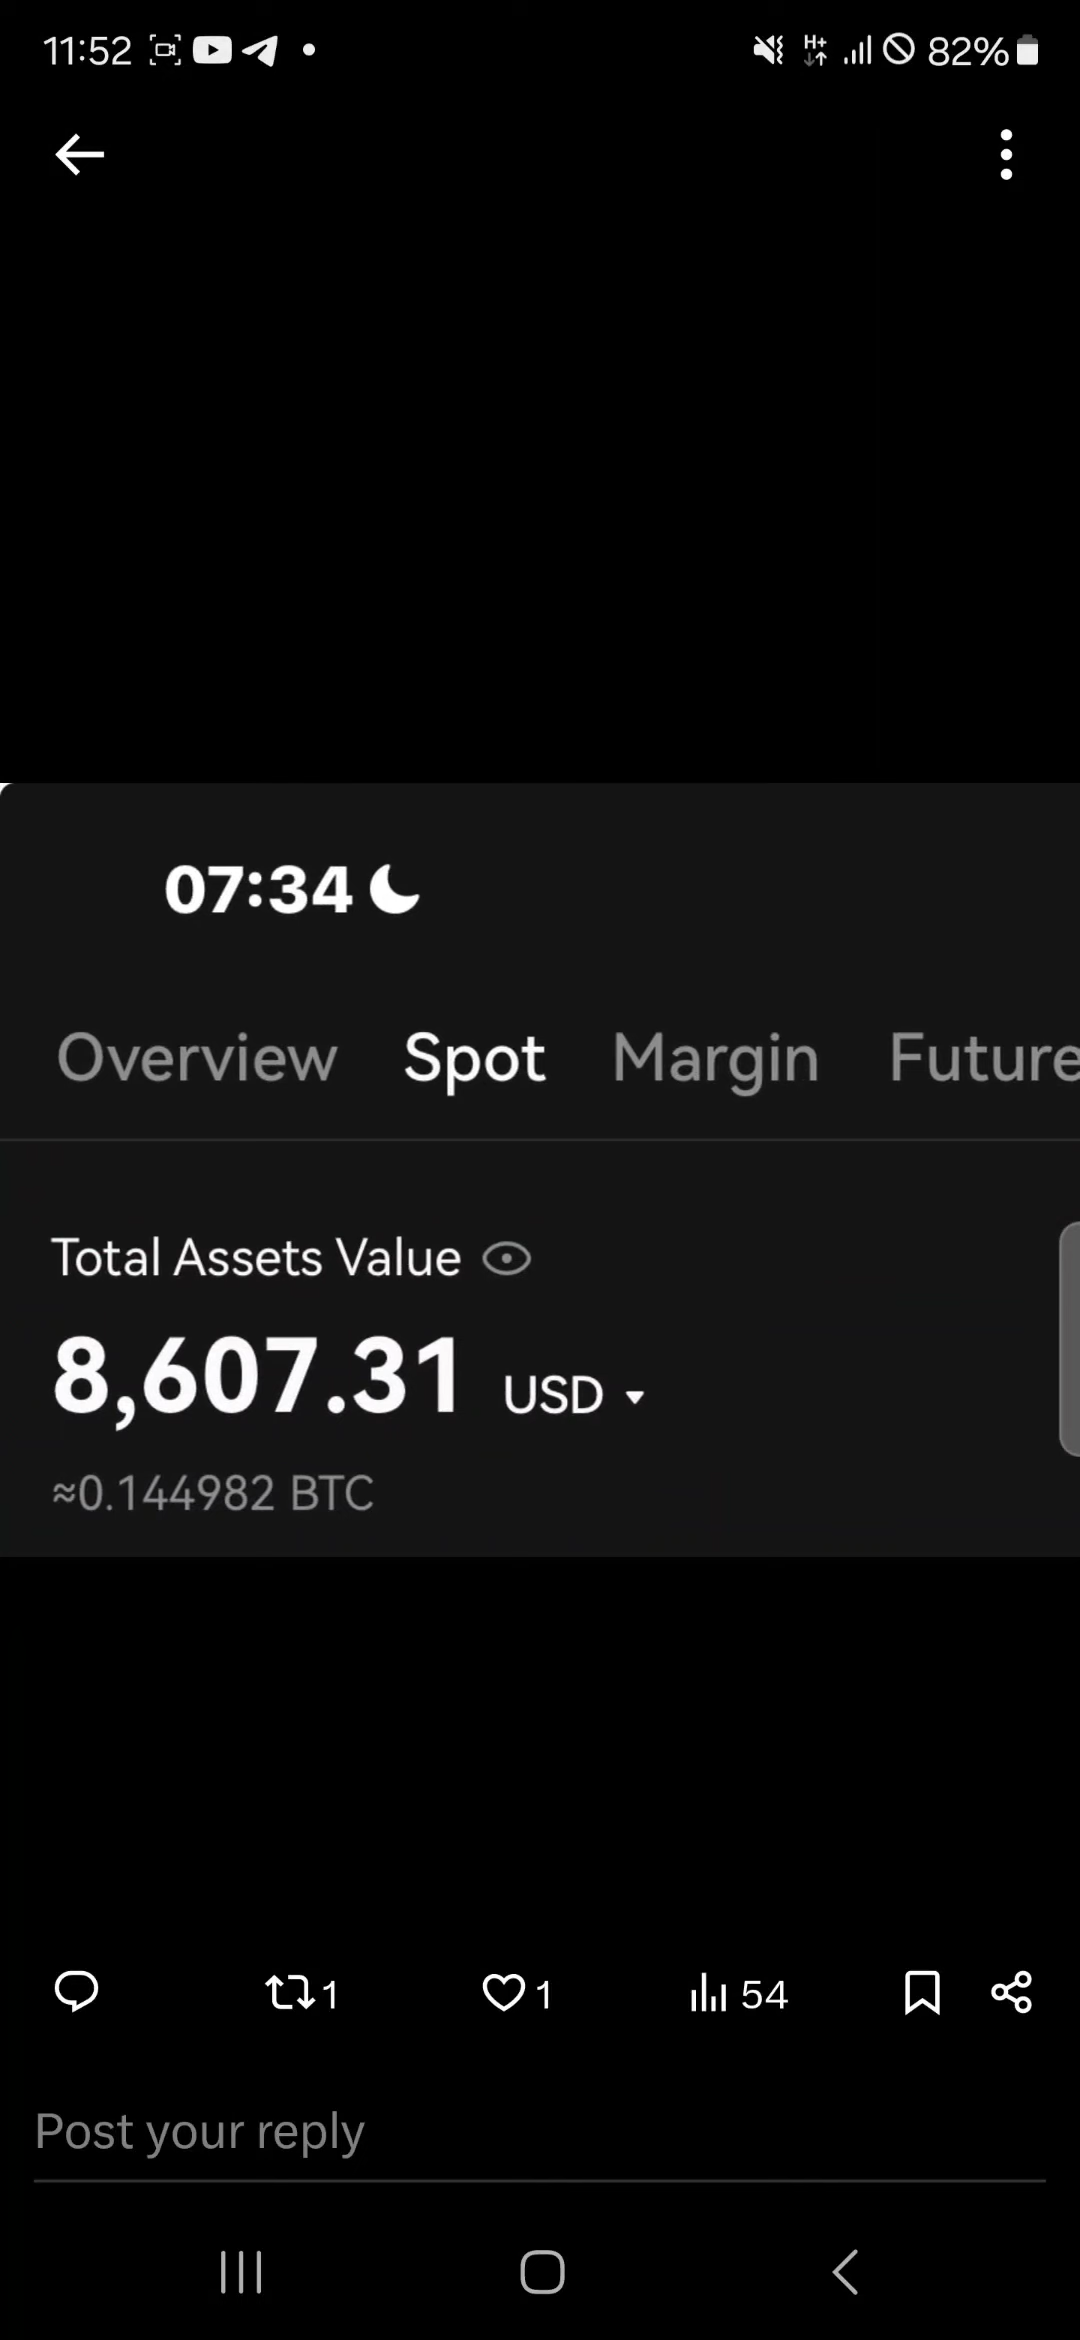 11:52
H+
82%
07:34
Overview Spot Margin Future
Total Assets Value
8,607.31 USD
≈0.144982 BTC
1 1 54
Post your reply